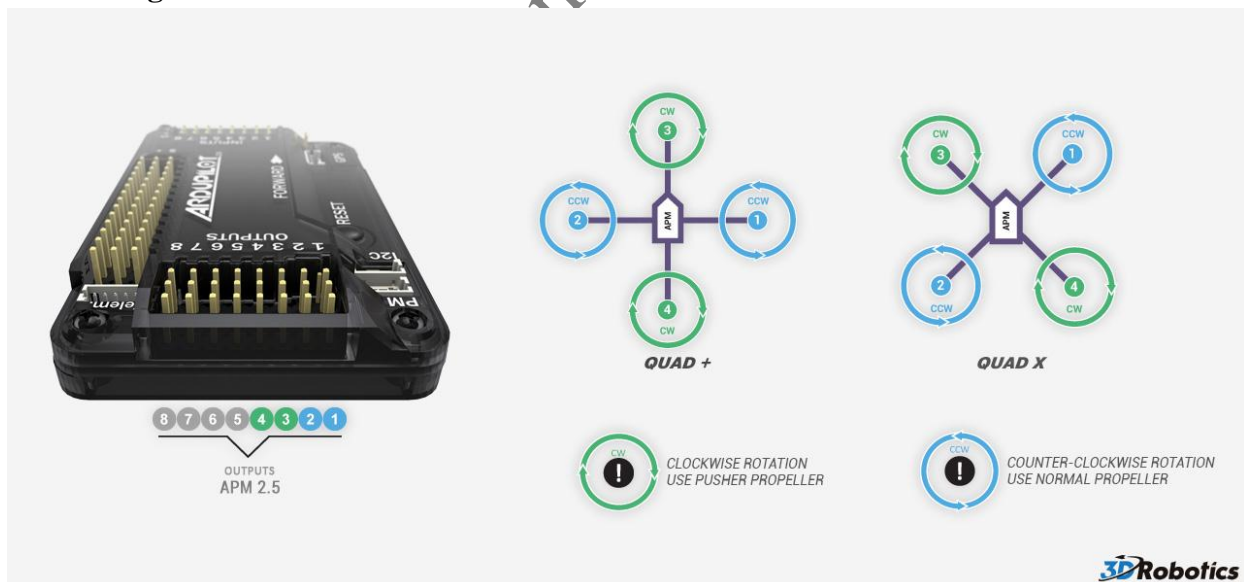 INPUTS
ARDUPILOT
FORWARD
GPS
RESET
OUTPUTS
8 7 6 5 4 3 2 1
I2C
PM
elem.
8 7 6 5 4 3 2 1
OUTPUTS
APM 2.5
CW
3
CCW
2
APM
CCW
1
4
CW
QUAD +
CW
3
CCW
1
APM
2
CCW
4
CW
QUAD X
CW
!
CLOCKWISE ROTATION
USE PUSHER PROPELLER
CCW
!
COUNTER-CLOCKWISE ROTATION
USE NORMAL PROPELLER
3DRobotics